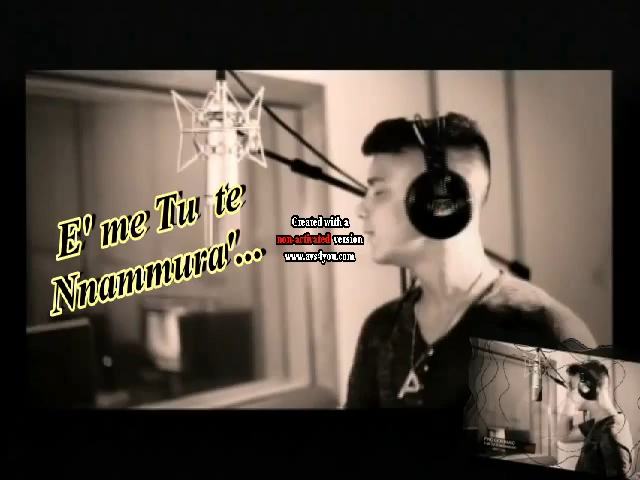 E' me Tu te
Nnammura'...
Created with a
non-activated version
www.avs4you.com
A